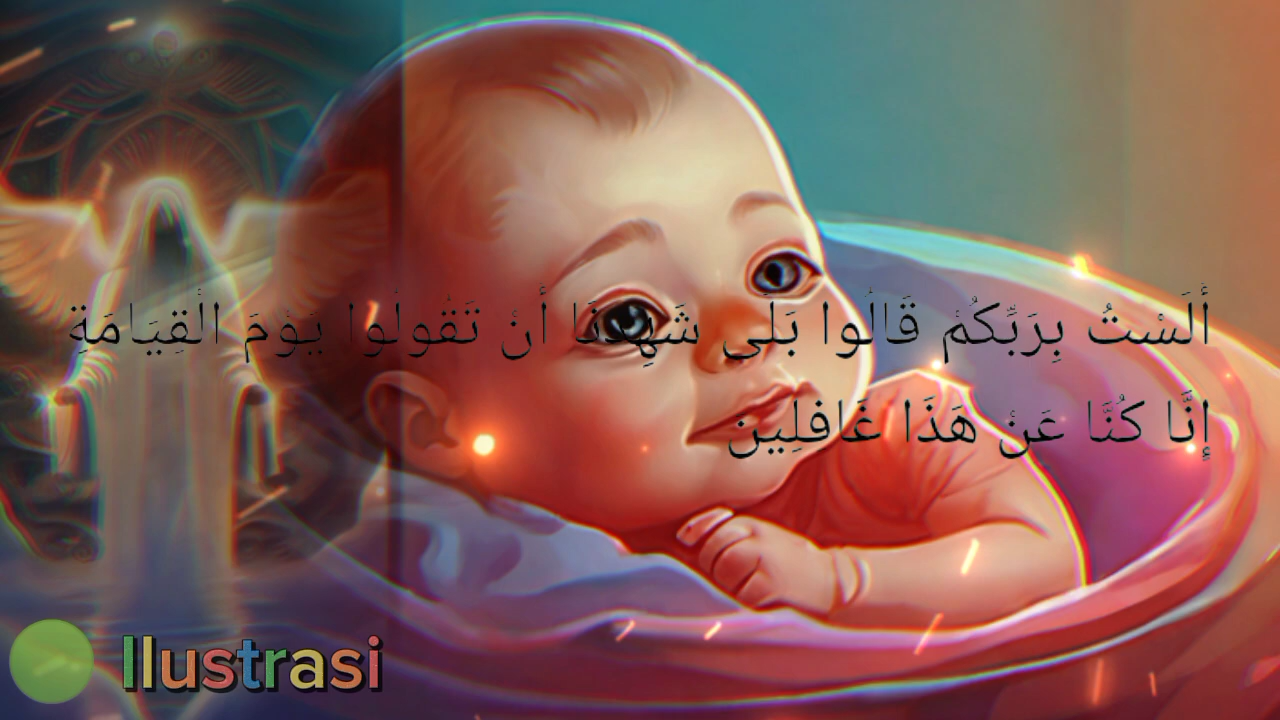 أَلَسْتُ بِرَبِّكُمْ قَالُوا بَلَى شَهِدْنَا أَنْ تَقُولُوا يَوْمَ الْقِيَامَةِ
إِنَّا كُنَّا عَنْ هَذَا غَافِلِينَ
Ilustrasi